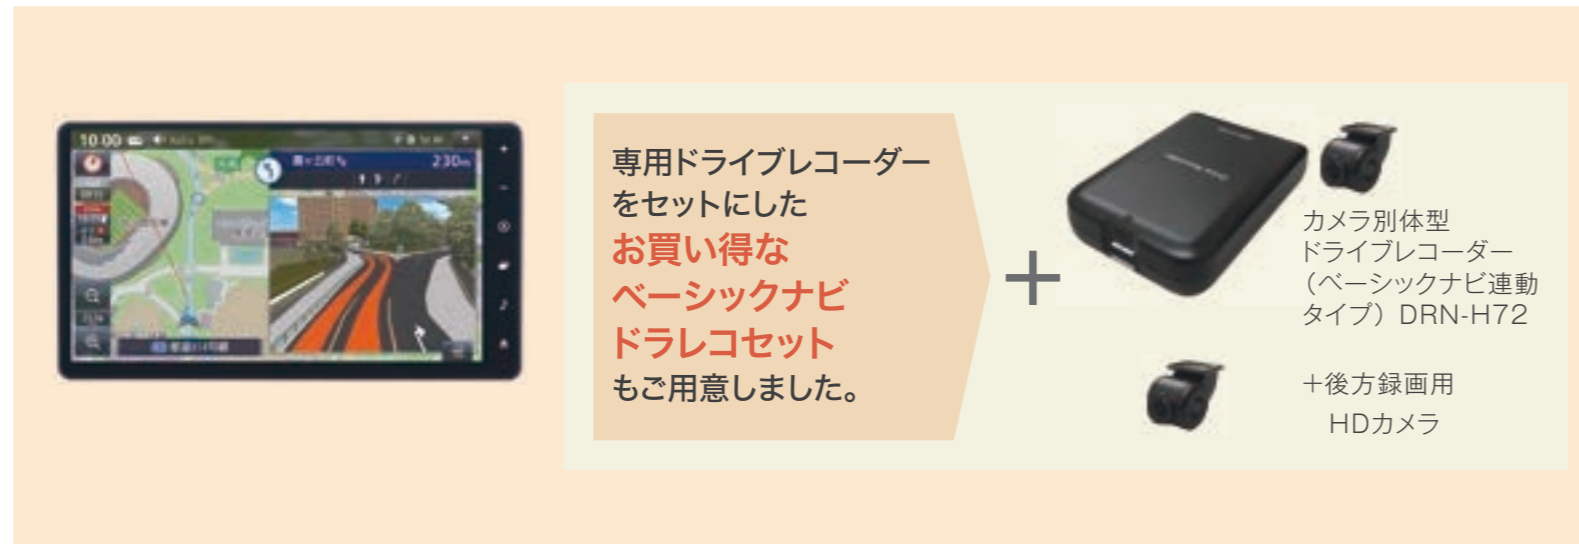 10:00
230m
専用ドライブレコーダー
をセットにした
お買い得な
ベーシックナビ
ドラレコセット
もご用意しました。
＋
カメラ別体型
ドライブレコーダー
（ベーシックナビ連動
タイプ）DRN-H72
＋後方録画用
HDカメラ